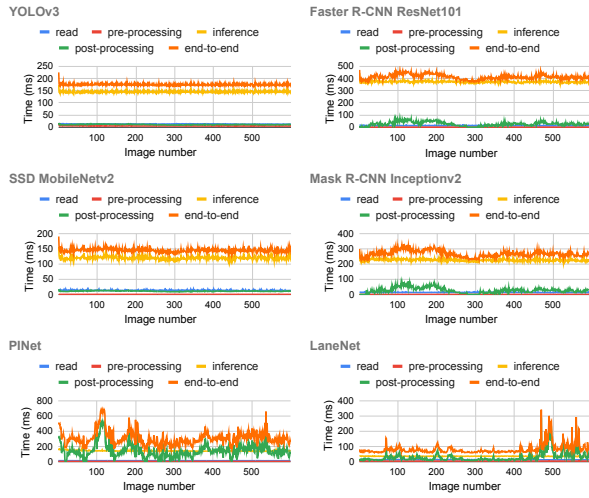 YOLOv3
read pre-processing inference
post-processing end-to-end
Time (ms)
250
200
150
100
50
0
100 200 300 400 500
Image number
Faster R-CNN ResNet101
read pre-processing inference
post-processing end-to-end
Time (ms)
500
400
300
200
100
0
100 200 300 400 500
Image number
SSD MobileNetv2
read pre-processing inference
post-processing end-to-end
Time (ms)
200
150
100
50
0
100 200 300 400 500
Image number
Mask R-CNN Inceptionv2
read pre-processing inference
post-processing end-to-end
Time (ms)
400
300
200
100
0
100 200 300 400 500
Image number
PINet
read pre-processing inference
post-processing end-to-end
Time (ms)
800
600
400
200
0
100 200 300 400 500
Image number
LaneNet
read pre-processing inference
post-processing end-to-end
Time (ms)
400
300
200
100
0
100 200 300 400 500
Image number